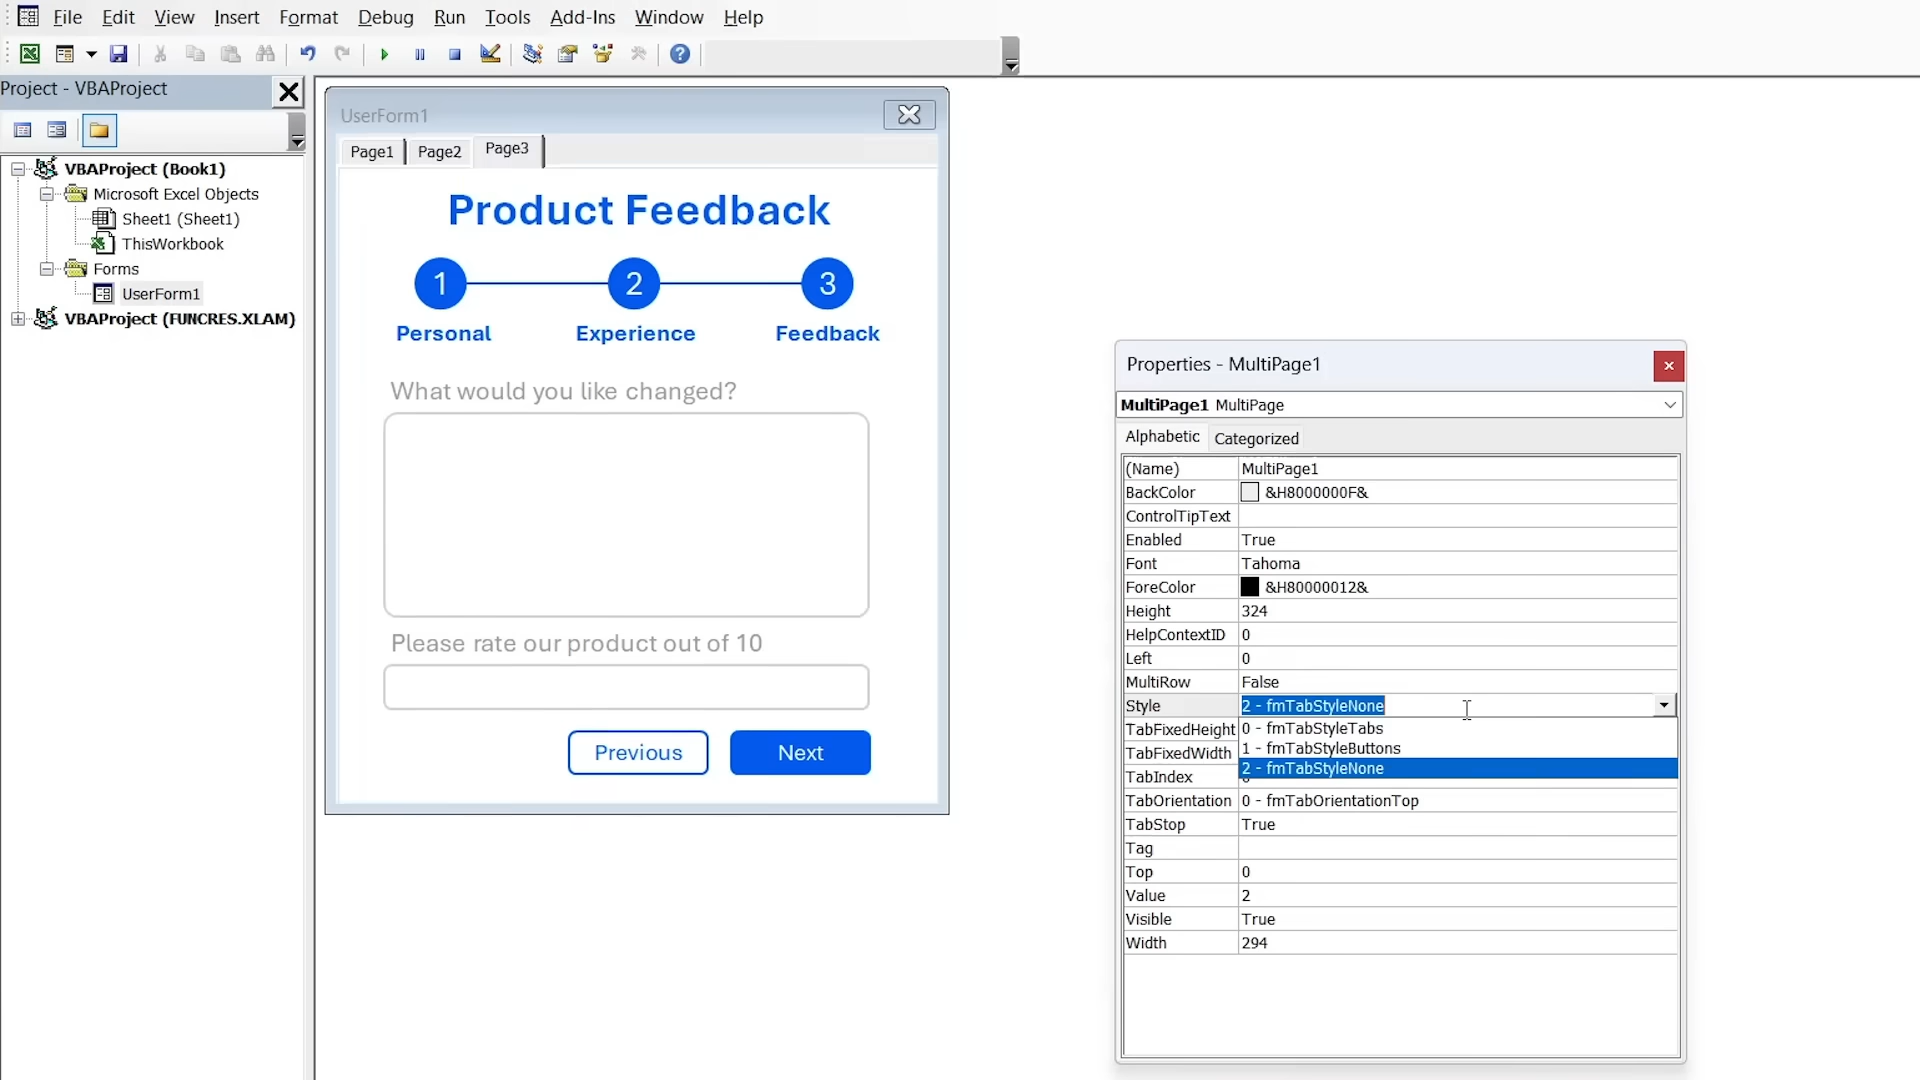 File Edit View Insert Format Debug Run Tools Add-Ins Window Help
Project - VBAProject
VBAProject (Book1)
Microsoft Excel Objects
Sheet1 (Sheet1)
ThisWorkbook
Forms
UserForm1
VBAProject (FUNCRES.XLAM)
UserForm1
Page1 Page2 Page3
Product Feedback
1 2 3
Personal Experience Feedback
What would you like changed?
Please rate our product out of 10
Previous Next
Properties - MultiPage1
MultiPage1 MultiPage
Alphabetic Categorized
(Name) MultiPage1
BackColor &H8000000F&
ControlTipText
Enabled True
Font Tahoma
ForeColor &H80000012&
Height 324
HelpContextID 0
Left 0
MultiRow False
Style 2 - fmTabStyleNone
TabFixedHeight 0 - fmTabStyleTabs
1 - fmTabStyleButtons
TabFixedWidth
2 - fmTabStyleNone
TabIndex
TabOrientation 0 - fmTabOrientationTop
TabStop True
Tag
Top 0
Value 2
Visible True
Width 294